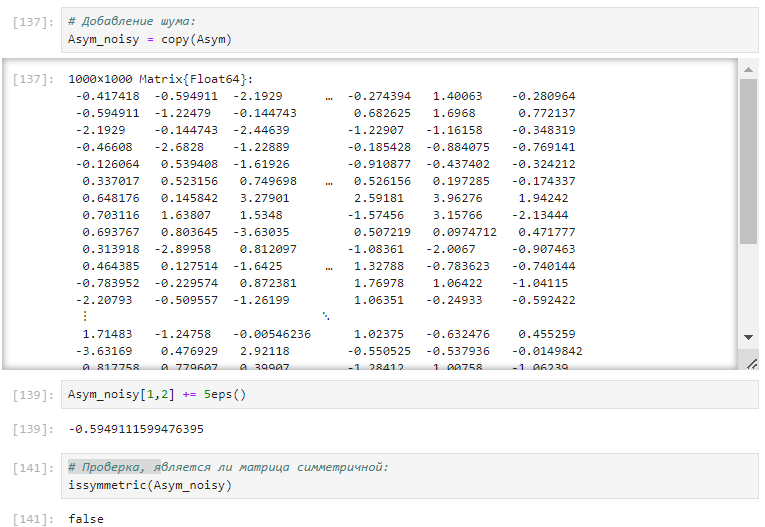 [137]: # Добавление шума:
Asym_noisy = copy(Asym)
[137]: 1000×1000 Matrix{Float64}:
-0.417418 -0.594911 -2.1929 … -0.274394 1.40063 -0.280964
-0.594911 -1.22479 -0.144743 0.682625 1.6968 0.772137
-2.1929 -0.144743 -2.44639 -1.22907 -1.16158 -0.348319
-0.46608 -2.6828 -1.22889 -0.185428 -0.884075 -0.769141
-0.126064 0.539408 -1.61926 -0.910877 -0.437402 -0.324212
0.337017 0.523156 0.749698 … 0.526156 0.197285 -0.174337
0.648176 0.145842 3.27901 2.59181 3.96276 1.94242
0.703116 1.63807 1.5348 -1.57456 3.15766 -2.13444
0.693767 0.803645 -3.63035 0.507219 0.0974712 0.471777
0.313918 -2.89958 0.812097 -1.08361 -2.0067 -0.907463
0.464385 0.127514 -1.6425 … 1.32788 -0.783623 -0.740144
-0.783952 -0.229574 0.872381 1.76978 1.06422 -1.04115
-2.20793 -0.509557 -1.26199 1.06351 -0.24933 -0.592422
⋮ ⋱
1.71483 -1.24758 -0.00546236 1.02375 -0.632476 0.455259
-3.63169 0.476929 2.92118 -0.550525 -0.537936 -0.0149842
0.817758 0.779607 0.39907 -1.28412 1.00758 -1.06239
[139]: Asym_noisy[1,2] += 5eps()
[139]: -0.5949111599476395
[141]: # Проверка, является ли матрица симметричной:
issymmetric(Asym_noisy)
[141]: false